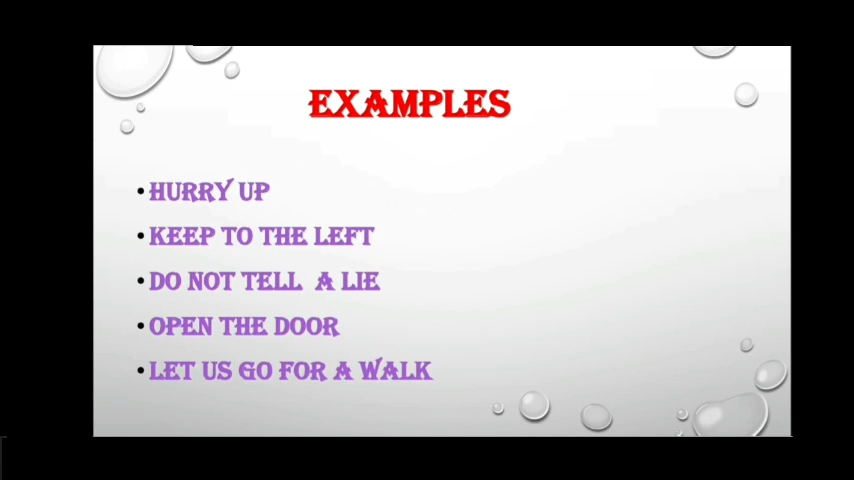 EXAMPLES
• HURRY UP
• KEEP TO THE LEFT
• DO NOT TELL  A LIE
• OPEN THE DOOR
• LET US GO FOR A WALK